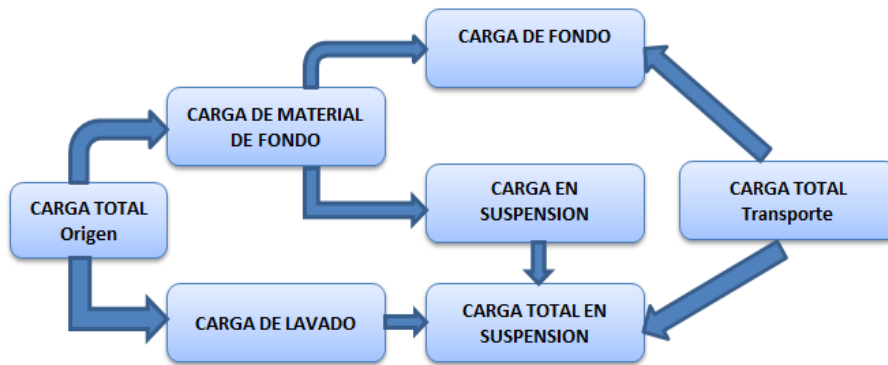 CARGA DE FONDO
CARGA DE MATERIAL
DE FONDO
CARGA TOTAL
Origen
CARGA EN
SUSPENSION
CARGA TOTAL
Transporte
CARGA DE LAVADO
CARGA TOTAL EN
SUSPENSION